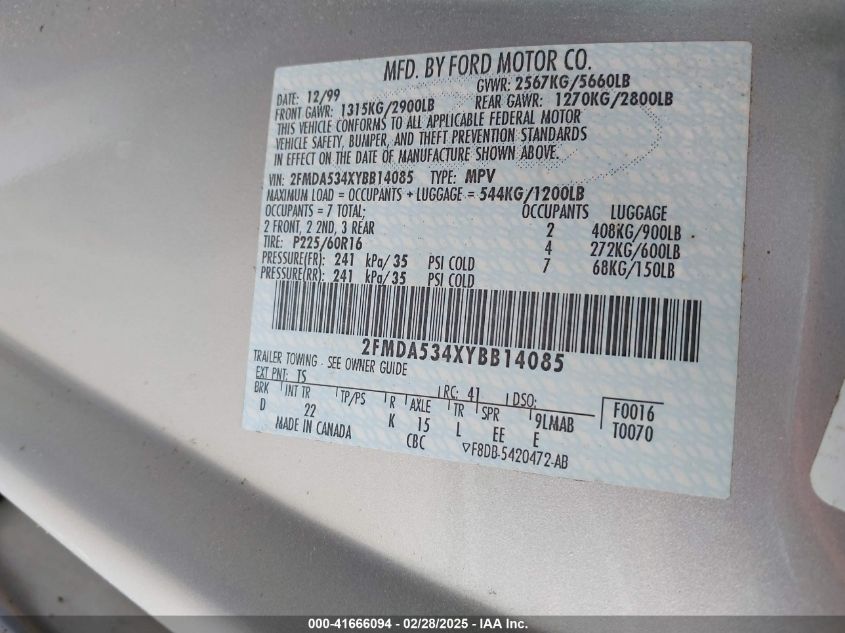 MFD. BY FORD MOTOR CO.
DATE: 12/99 GVWR: 2567KG/5660LB
FRONT GAWR: 1315KG/2900LB REAR GAWR: 1270KG/2800LB
THIS VEHICLE CONFORMS TO ALL APPLICABLE FEDERAL MOTOR
VEHICLE SAFETY, BUMPER, AND THEFT PREVENTION STANDARDS
IN EFFECT ON THE DATE OF MANUFACTURE SHOWN ABOVE.
VIN: 2FMDA534XYBB14085 TYPE: MPV
MAXIMUM LOAD = OCCUPANTS + LUGGAGE = 544KG/1200LB
OCCUPANTS = 7 TOTAL; OCCUPANTS LUGGAGE
2 FRONT, 2 2ND, 3 REAR 2 408KG/900LB
TIRE: P225/60R16 4 272KG/600LB
PRESSURE(FR): 241 kPa/35 PSI COLD 7 68KG/150LB
PRESSURE(RR): 241 kPa/35 PSI COLD
2FMDA534XYBB14085
TRAILER TOWING - SEE OWNER GUIDE
EXT PNT: TS RC: 41 DSO:
BRK INT TR TP/PS R AXLE TR SPR 9LMAB F0016
D 22 K 15 L EE E T0070
MADE IN CANADA CBC ▽F8DB-5420472-AB
000-41666094 - 02/28/2025 - IAAI.com